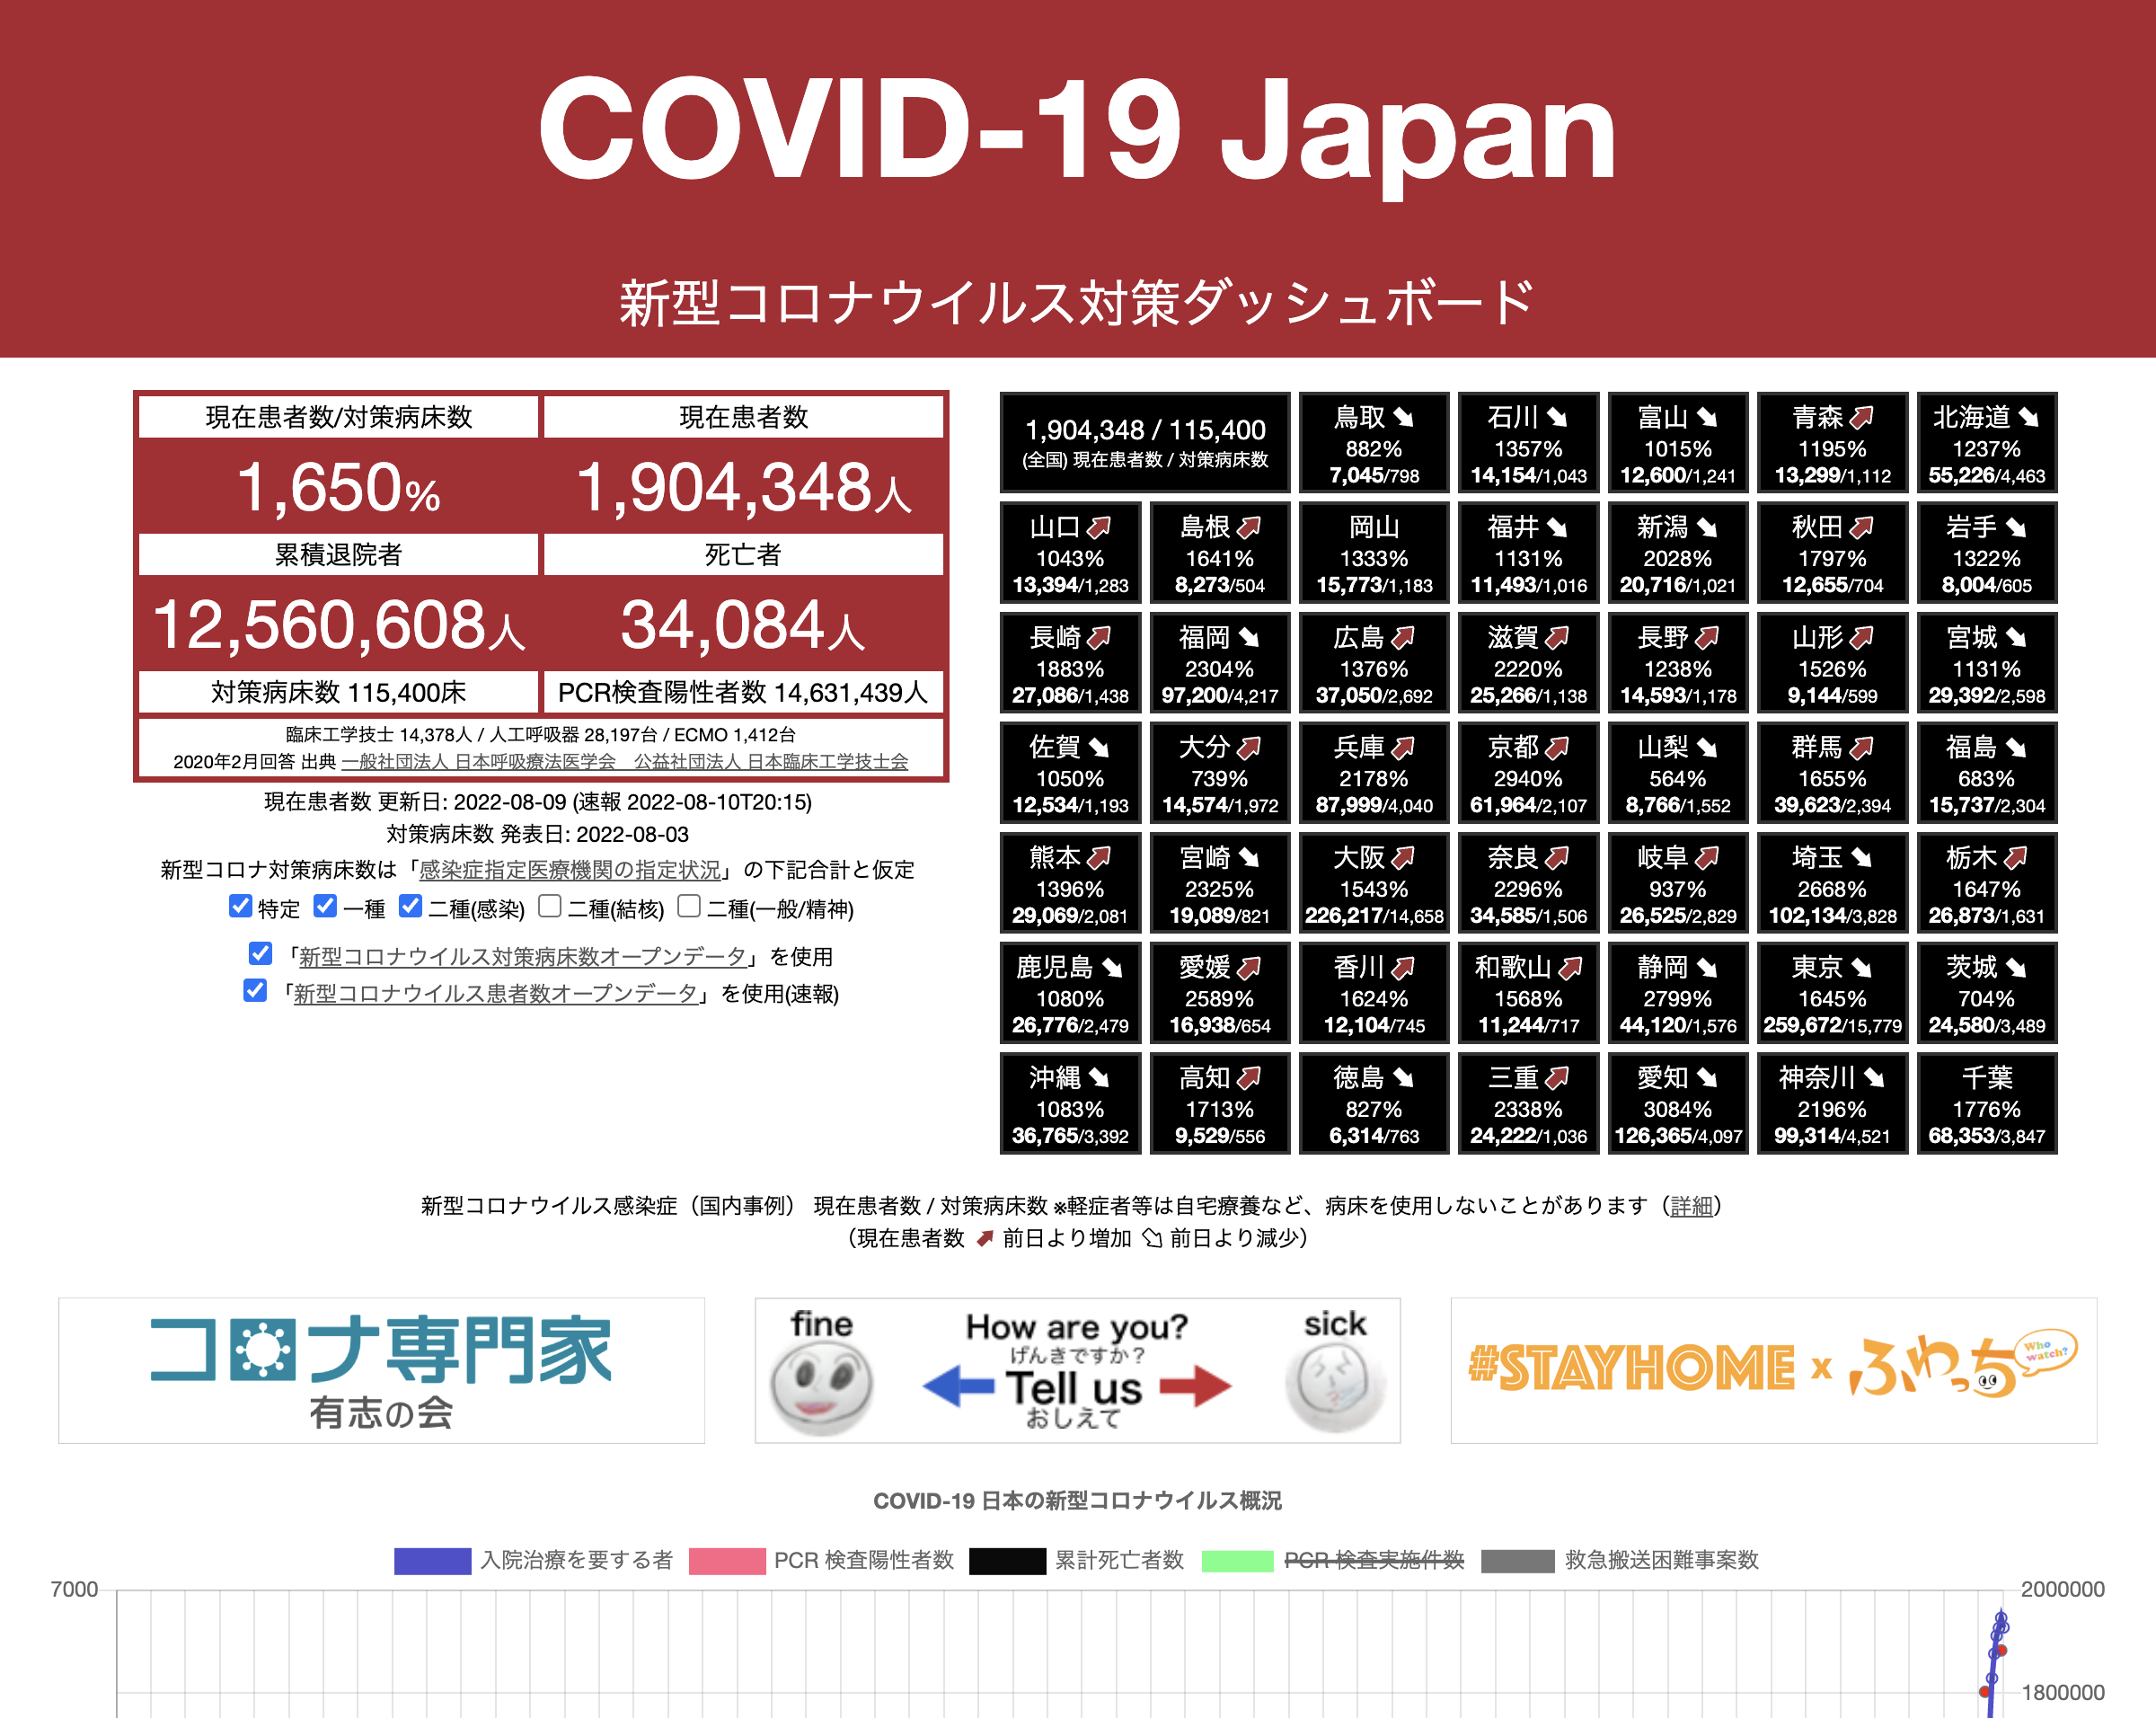 COVID-19 Japan
新型コロナウイルス対策ダッシュボード
現在患者数/対策病床数 現在患者数
1,650% 1,904,348人
累積退院者 死亡者
12,560,608人 34,084人
対策病床数 115,400床 PCR検査陽性者数 14,631,439人
臨床工学技士 14,378人 / 人工呼吸器 28,197台 / ECMO 1,412台
2020年2月回答 出典 一般社団法人 日本呼吸療法医学会　公益社団法人 日本臨床工学技士会
現在患者数 更新日: 2022-08-09 (速報 2022-08-10T20:15)
対策病床数 発表日: 2022-08-03
新型コロナ対策病床数は「感染症指定医療機関の指定状況」の下記合計と仮定
特定 一種 二種(感染) 二種(結核) 二種(一般/精神)
「新型コロナウイルス対策病床数オープンデータ」を使用
「新型コロナウイルス患者数オープンデータ」を使用(速報)
1,904,348 / 115,400
(全国) 現在患者数 / 対策病床数
鳥取
882%
7,045/798
石川
1357%
14,154/1,043
富山
1015%
12,600/1,241
青森
1195%
13,299/1,112
北海道
1237%
55,226/4,463
山口
1043%
13,394/1,283
島根
1641%
8,273/504
岡山
1333%
15,773/1,183
福井
1131%
11,493/1,016
新潟
2028%
20,716/1,021
秋田
1797%
12,655/704
岩手
1322%
8,004/605
長崎
1883%
27,086/1,438
福岡
2304%
97,200/4,217
広島
1376%
37,050/2,692
滋賀
2220%
25,266/1,138
長野
1238%
14,593/1,178
山形
1526%
9,144/599
宮城
1131%
29,392/2,598
佐賀
1050%
12,534/1,193
大分
739%
14,574/1,972
兵庫
2178%
87,999/4,040
京都
2940%
61,964/2,107
山梨
564%
8,766/1,552
群馬
1655%
39,623/2,394
福島
683%
15,737/2,304
熊本
1396%
29,069/2,081
宮崎
2325%
19,089/821
大阪
1543%
226,217/14,658
奈良
2296%
34,585/1,506
岐阜
937%
26,525/2,829
埼玉
2668%
102,134/3,828
栃木
1647%
26,873/1,631
鹿児島
1080%
26,776/2,479
愛媛
2589%
16,938/654
香川
1624%
12,104/745
和歌山
1568%
11,244/717
静岡
2799%
44,120/1,576
東京
1645%
259,672/15,779
茨城
704%
24,580/3,489
沖縄
1083%
36,765/3,392
高知
1713%
9,529/556
徳島
827%
6,314/763
三重
2338%
24,222/1,036
愛知
3084%
126,365/4,097
神奈川
2196%
99,314/4,521
千葉
1776%
68,353/3,847
新型コロナウイルス感染症（国内事例） 現在患者数 / 対策病床数 ※軽症者等は自宅療養など、病床を使用しないことがあります（詳細）
（現在患者数 前日より増加 前日より減少）
コロナ専門家
有志の会
fine
How are you?
げんきですか？
Tell us
おしえて
sick
#STAYHOME x ふわっち
Who watch?
COVID-19 日本の新型コロナウイルス概況
入院治療を要する者 PCR 検査陽性者数 累計死亡者数 PCR 検査実施件数 救急搬送困難事案数
7000
2000000
1800000